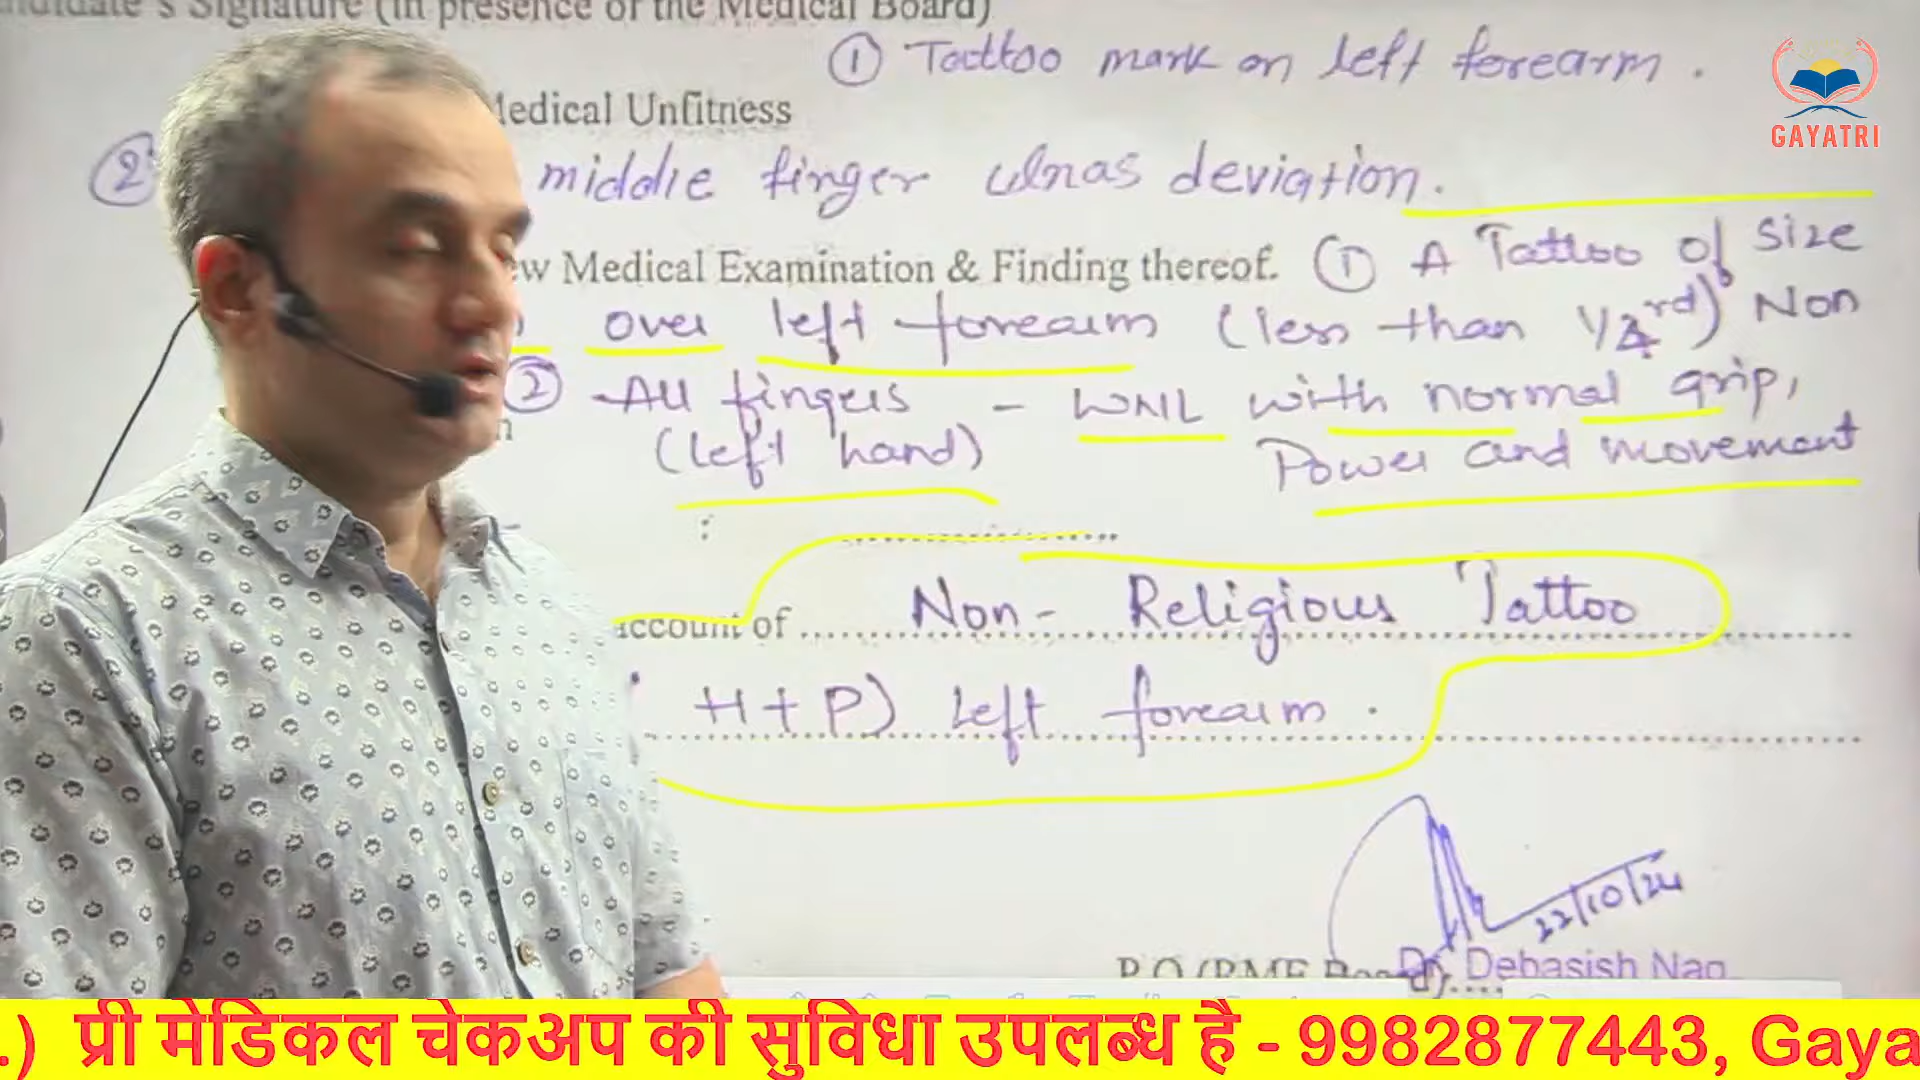 Signature (in presence of the Medical Board)
① Tattoo mark on left forearm.
GAYATRI
Medical Unfitness
② middle finger ulnas deviation.
Medical Examination & Finding thereof. ① A Tattoo of size
over left forearm (less than 1/4rd) Non
② All fingers - WNL with normal grip,
(left hand) Power and movement
account of Non- Religious Tattoo
H+P) Left forearm.
22/10/24
Dr. Debasish Nag
.) प्री मेडिकल चेकअप की सुविधा उपलब्ध है - 9982877443, Gaya